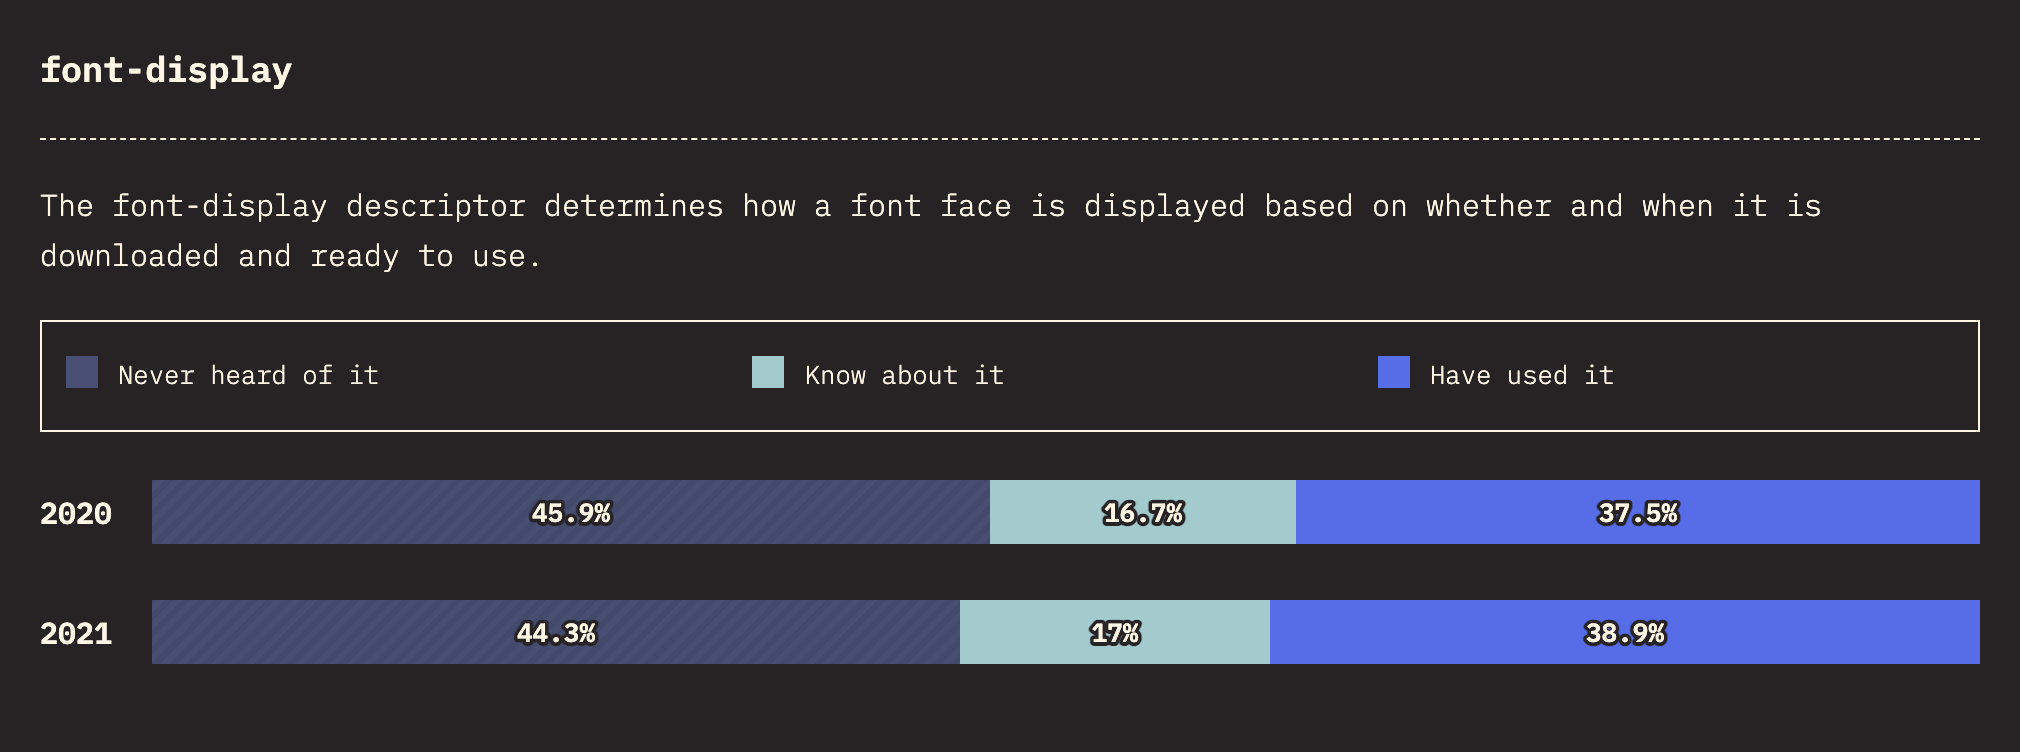 font-display
The font-display descriptor determines how a font face is displayed based on whether and when it is
downloaded and ready to use.
Never heard of it Know about it Have used it
2020 45.9% 16.7% 37.5%
2021 44.3% 17% 38.9%